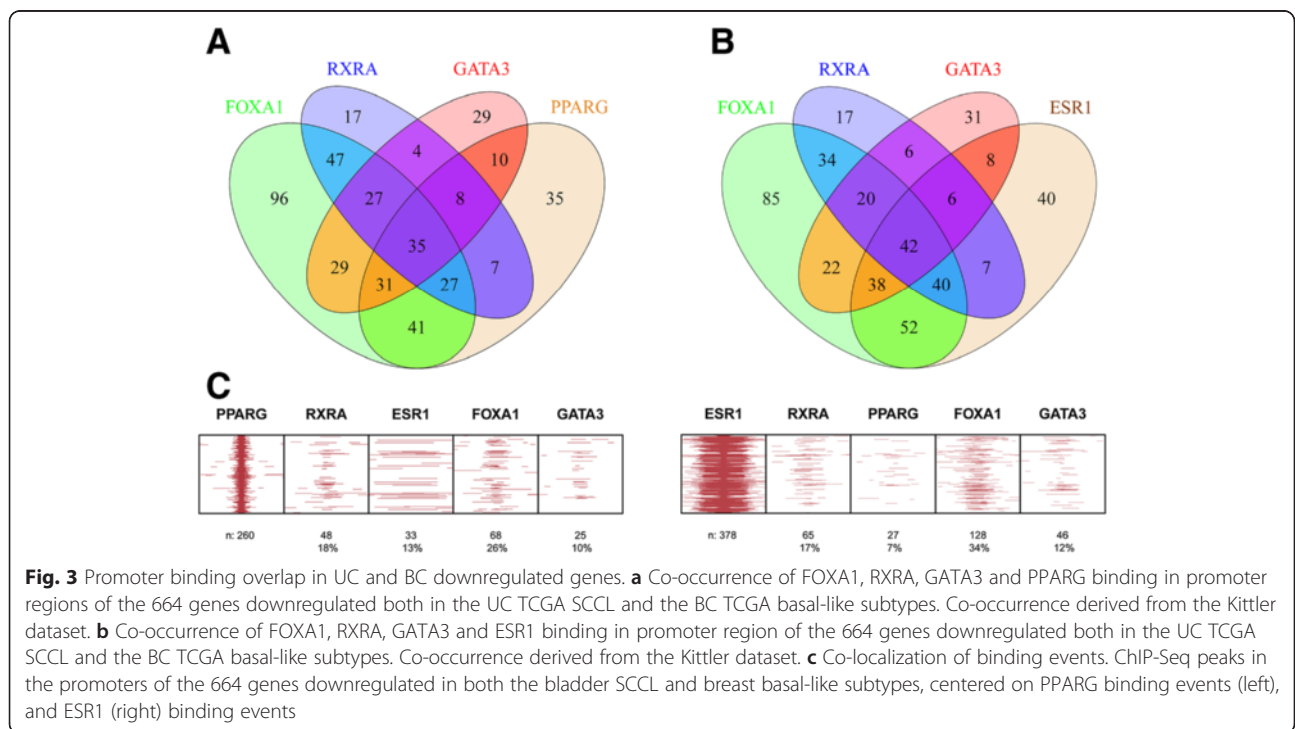 A
B
RXRA
GATA3
FOXA1
PPARG
17
29
47
4
10
96
27
8
35
35
29
31
27
7
41
RXRA
GATA3
FOXA1
ESR1
17
31
34
6
8
85
20
6
40
42
22
38
40
7
52
C
PPARG RXRA ESR1 FOXA1 GATA3
n: 260 48 33 68 25
18% 13% 26% 10%
ESR1 RXRA PPARG FOXA1 GATA3
n: 378 65 27 128 46
17% 7% 34% 12%
Fig. 3 Promoter binding overlap in UC and BC downregulated genes. a Co-occurrence of FOXA1, RXRA, GATA3 and PPARG binding in promoter
regions of the 664 genes downregulated both in the UC TCGA SCCL and the BC TCGA basal-like subtypes. Co-occurrence derived from the Kittler
dataset. b Co-occurrence of FOXA1, RXRA, GATA3 and ESR1 binding in promoter region of the 664 genes downregulated both in the UC TCGA
SCCL and the BC TCGA basal-like subtypes. Co-occurrence derived from the Kittler dataset. c Co-localization of binding events. ChIP-Seq peaks in
the promoters of the 664 genes downregulated in both the bladder SCCL and breast basal-like subtypes, centered on PPARG binding events (left),
and ESR1 (right) binding events